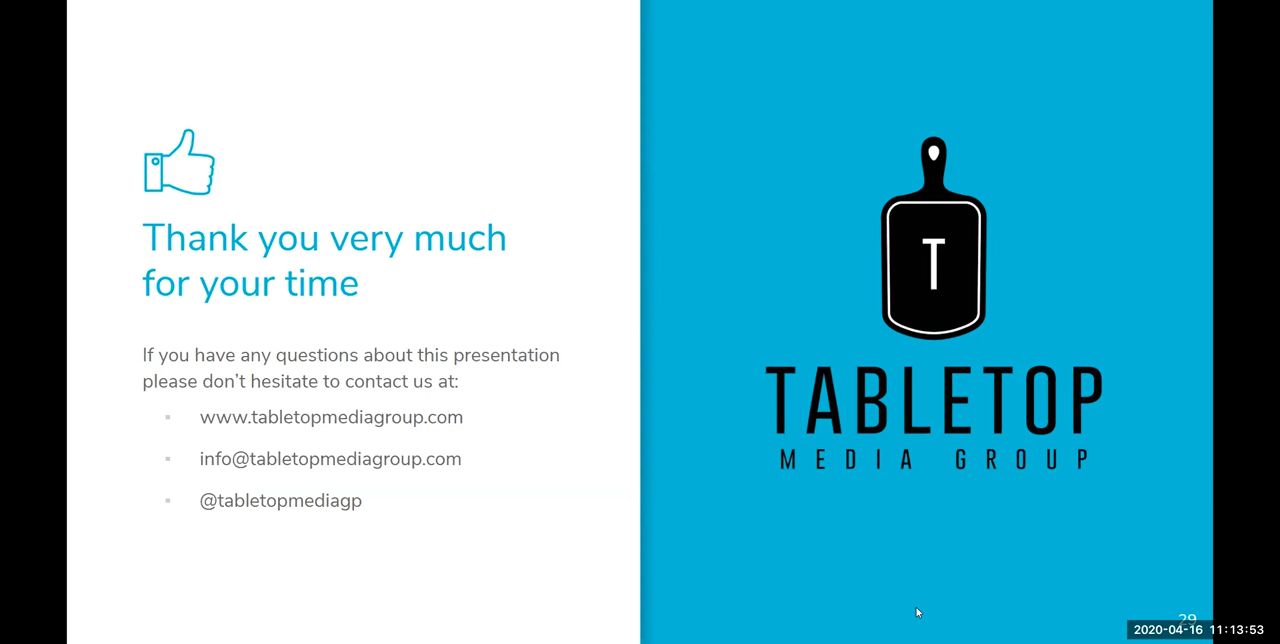 Thank you very much
for your time
If you have any questions about this presentation
please don’t hesitate to contact us at:
www.tabletopmediagroup.com
info@tabletopmediagroup.com
@tabletopmediagp
T
TABLETOP
MEDIA GROUP
29
2020-04-16 11:13:53